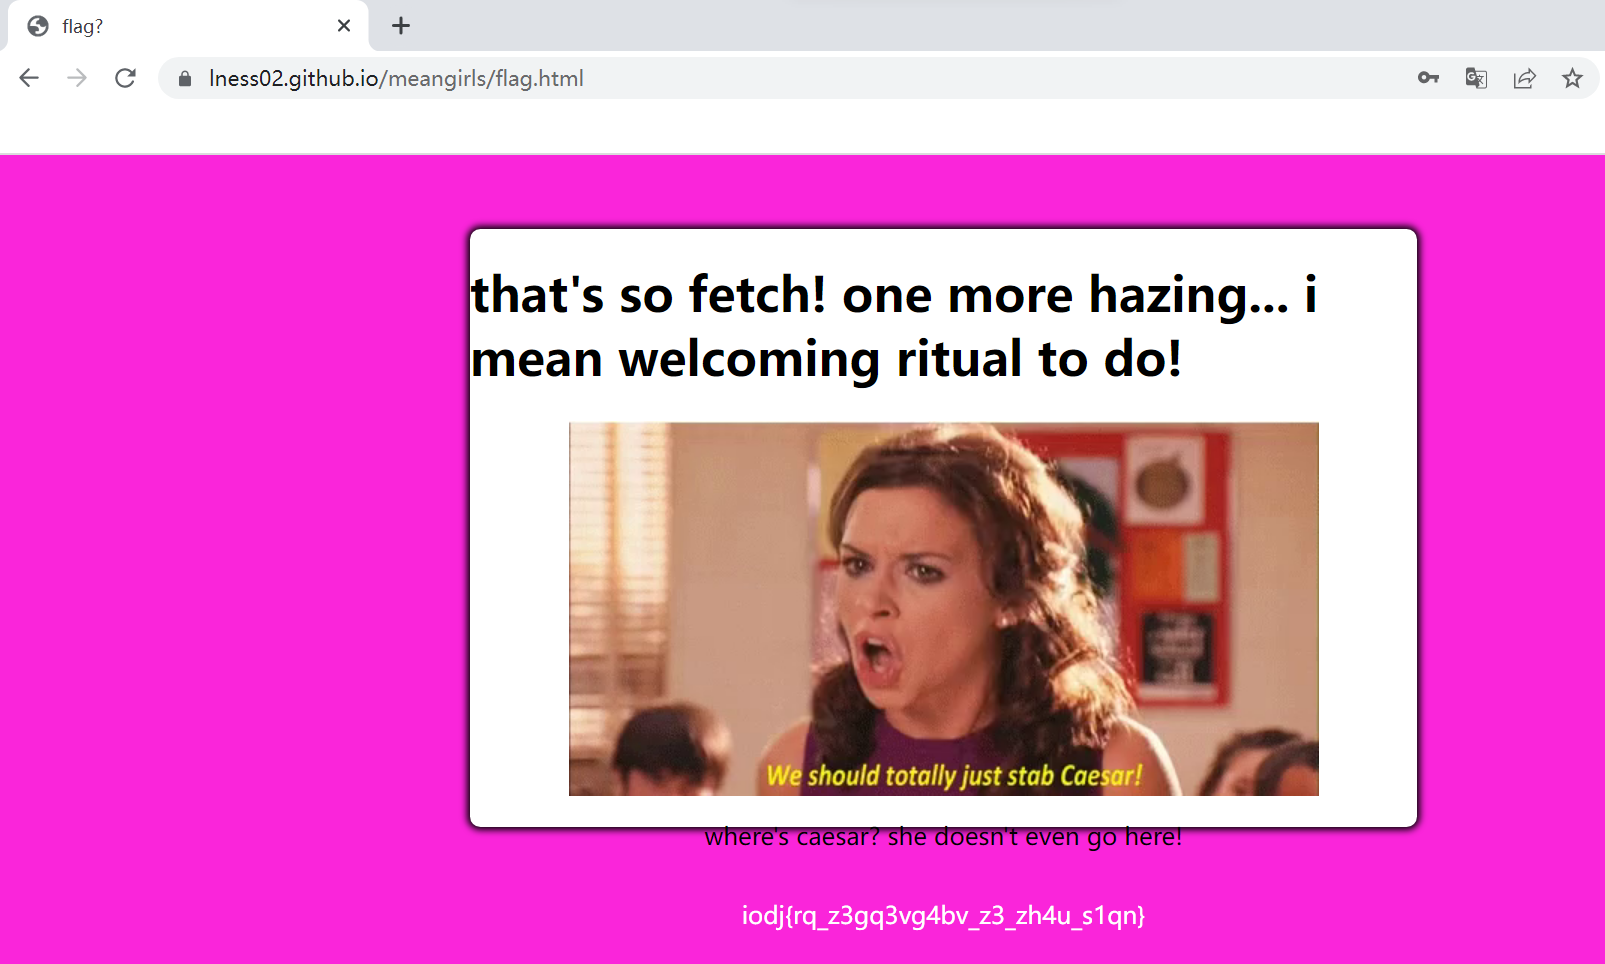 flag?
lness02.github.io/meangirls/flag.html
that's so fetch! one more hazing... i
mean welcoming ritual to do!
We should totally just stab Caesar!
where's caesar? she doesn't even go here!
iodj{rq_z3gq3vg4bv_z3_zh4u_s1qn}